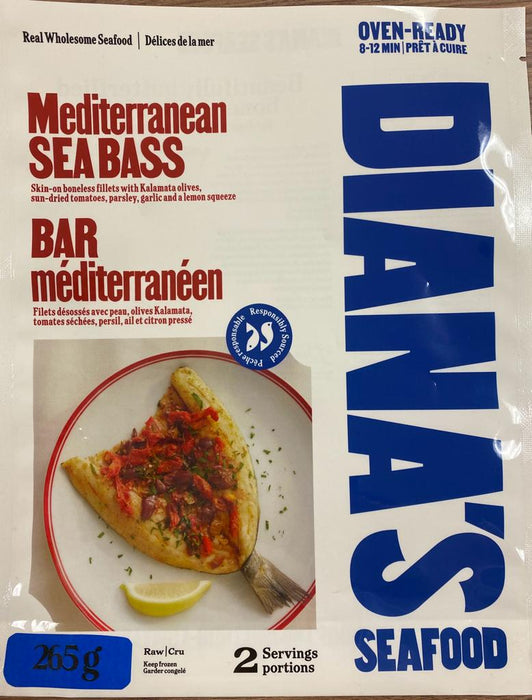 Real Wholesome Seafood | Délices de la mer
OVEN-READY
8-12 MIN | PRÊT À CUIRE
Mediterranean
SEA BASS
Skin-on boneless fillets with Kalamata olives,
sun-dried tomatoes, parsley, garlic and a lemon squeeze
BAR
méditerranéen
Filets désossés avec peau, olives Kalamata,
tomates séchées, persil, ail et citron pressé
Responsibly Sourced
Pêche responsable
DIANA'S
SEAFOOD
265 g
Raw | Cru
Keep frozen
Garder congelé
2 Servings
portions